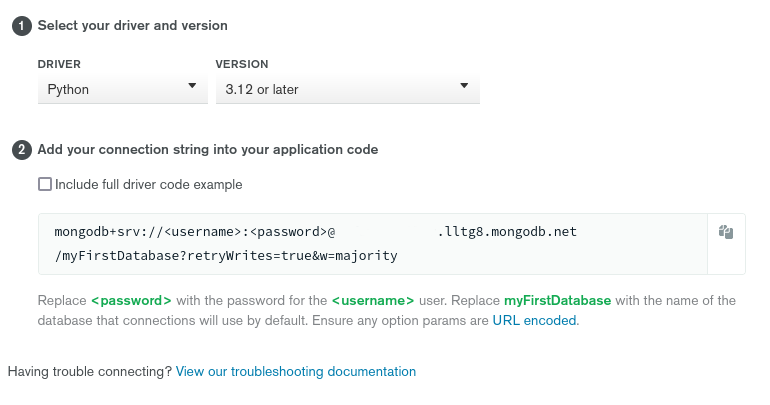 1 Select your driver and version
DRIVER VERSION
Python 3.12 or later
2 Add your connection string into your application code
Include full driver code example
mongodb+srv://<username>:<password>@ .lltg8.mongodb.net
/myFirstDatabase?retryWrites=true&w=majority
Replace <password> with the password for the <username> user. Replace myFirstDatabase with the name of the
database that connections will use by default. Ensure any option params are URL encoded.
Having trouble connecting? View our troubleshooting documentation